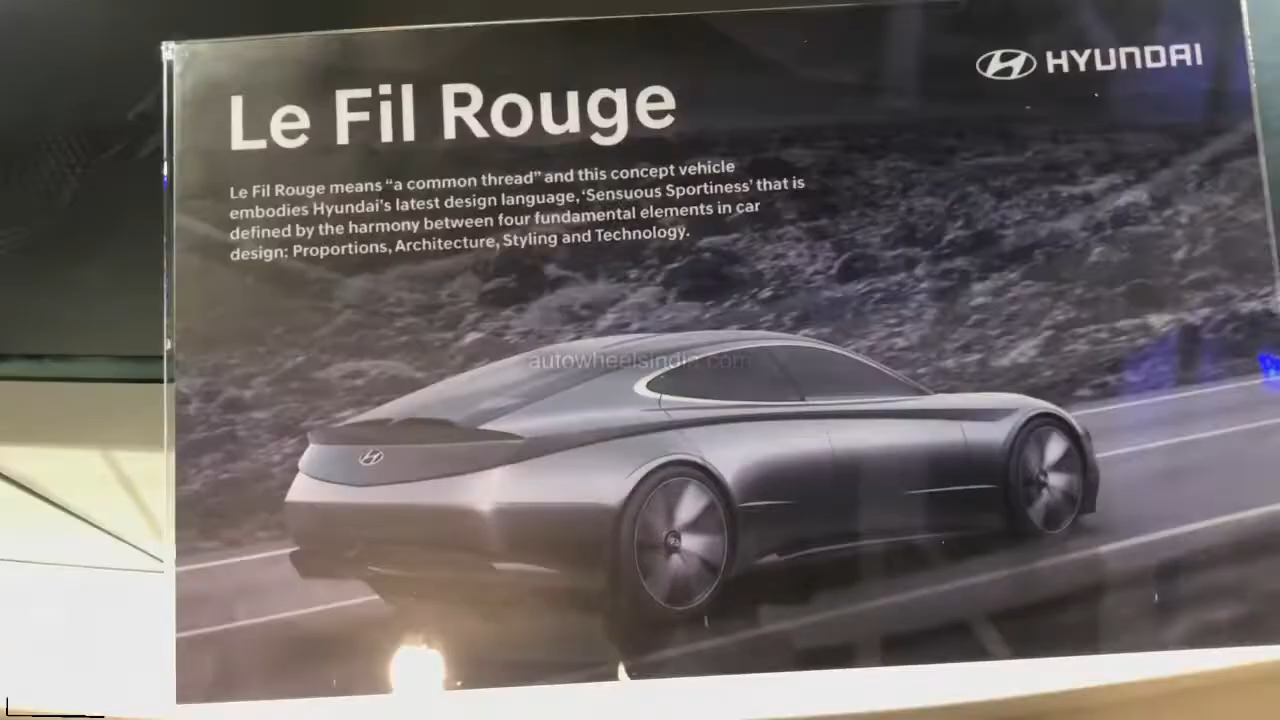 HYUNDAI
Le Fil Rouge
Le Fil Rouge means “a common thread” and this concept vehicle
embodies Hyundai's latest design language, ‘Sensuous Sportiness’ that is
defined by the harmony between four fundamental elements in car
design: Proportions, Architecture, Styling and Technology.
autowheelsindia.com